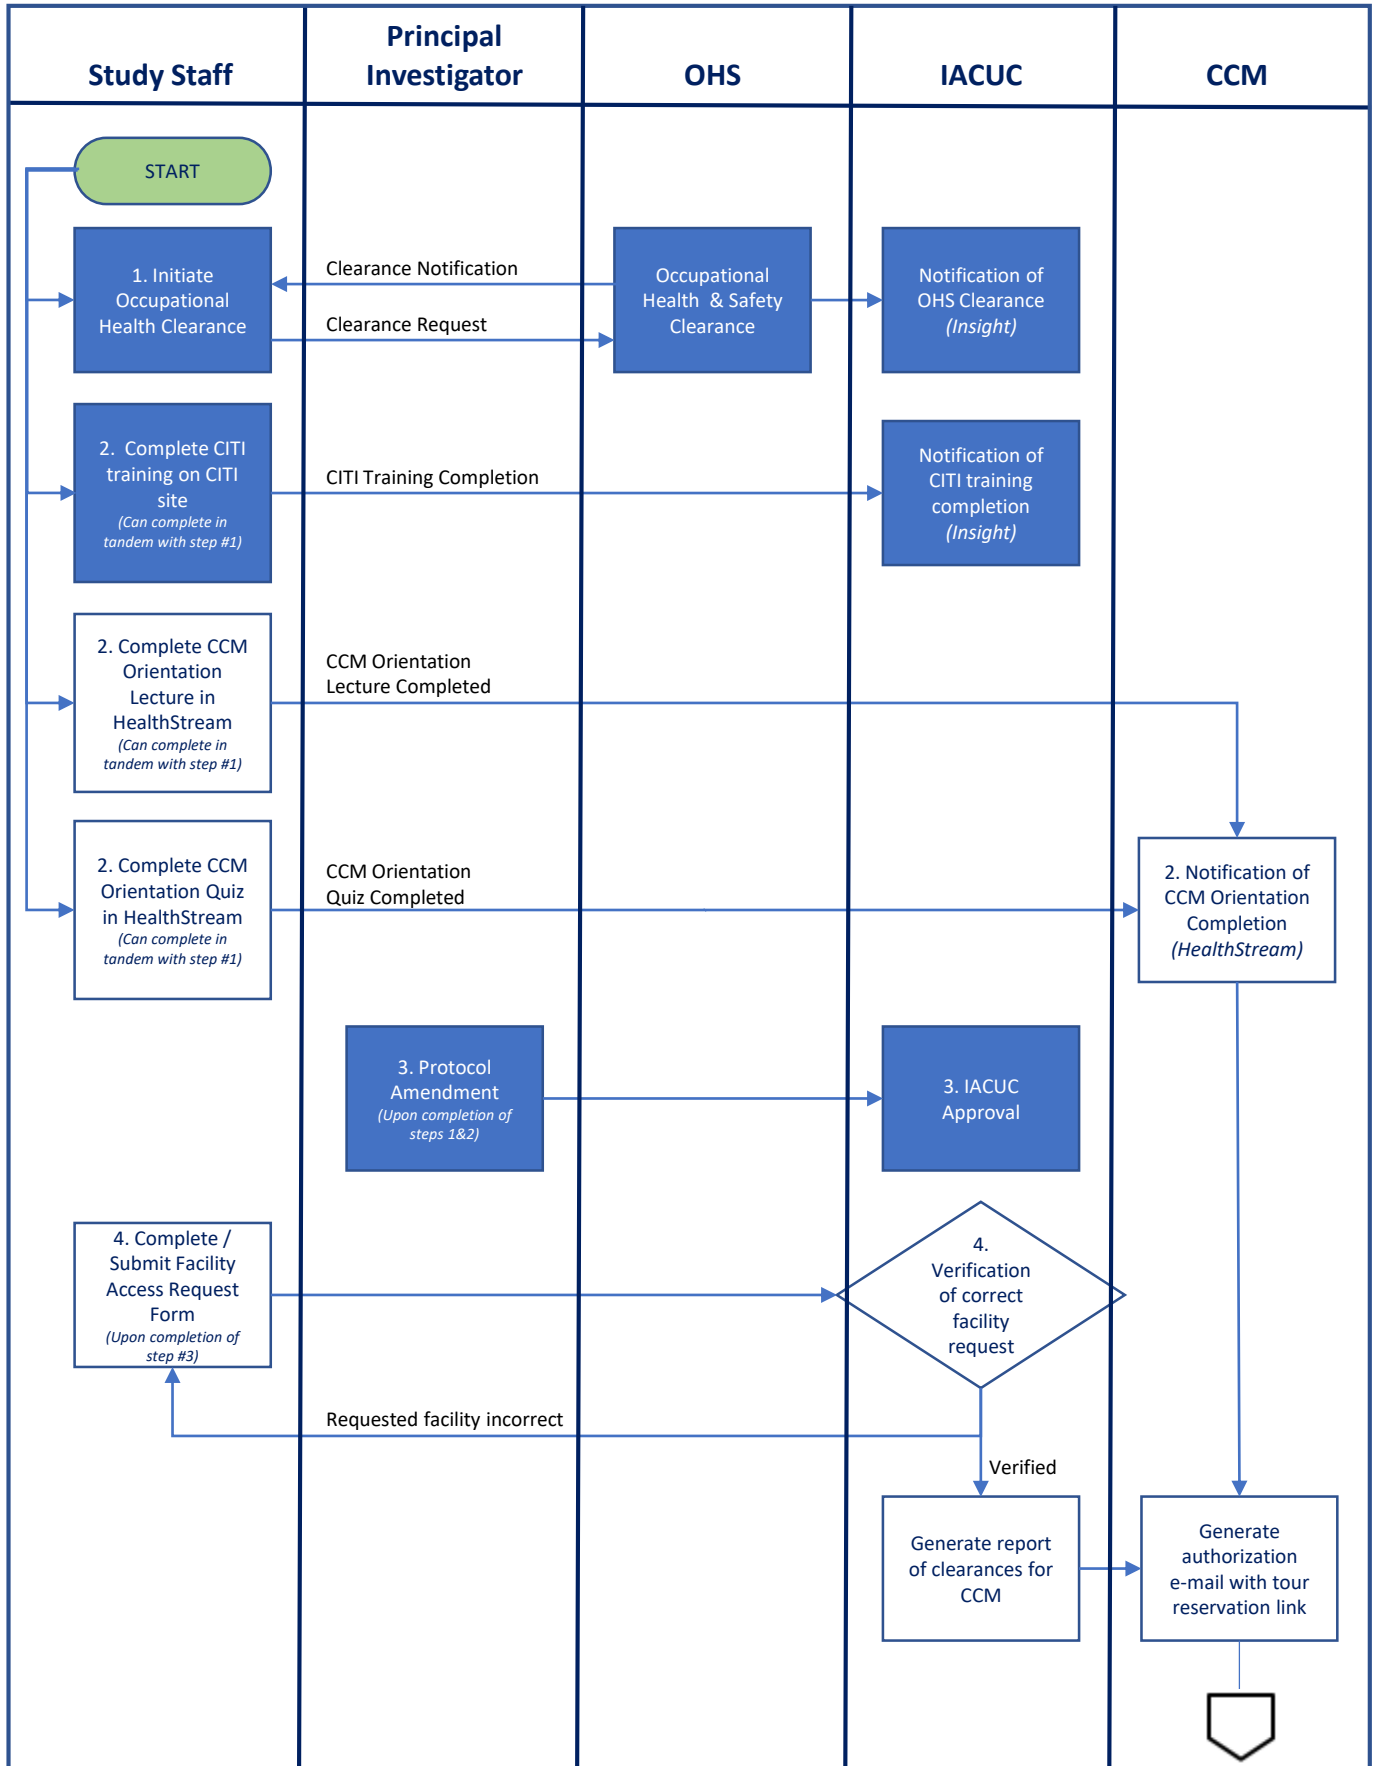 Study Staff
Principal
Investigator
OHS
IACUC
CCM
START
1. Initiate
Occupational
Health Clearance
Clearance Notification
Clearance Request
Occupational
Health & Safety
Clearance
Notification of
OHS Clearance
(Insight)
2. Complete CITI
training on CITI
site
(Can complete in
tandem with step #1)
CITI Training Completion
Notification of
CITI training
completion
(Insight)
2. Complete CCM
Orientation
Lecture in
HealthStream
(Can complete in
tandem with step #1)
CCM Orientation
Lecture Completed
2. Complete CCM
Orientation Quiz
in HealthStream
(Can complete in
tandem with step #1)
CCM Orientation
Quiz Completed
2. Notification of
CCM Orientation
Completion
(HealthStream)
3. Protocol
Amendment
(Upon completion of
steps 1&2)
3. IACUC
Approval
4. Complete /
Submit Facility
Access Request
Form
(Upon completion of
step #3)
4.
Verification
of correct
facility
request
Requested facility incorrect
Verified
Generate report
of clearances for
CCM
Generate
authorization
e-mail with tour
reservation link